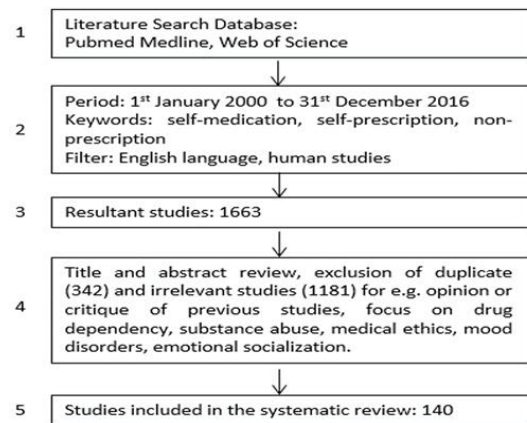 1
Literature Search Database:
Pubmed Medline, Web of Science
2
Period: 1st January 2000 to 31st December 2016
Keywords: self-medication, self-prescription, non-
prescription
Filter: English language, human studies
3
Resultant studies: 1663
4
Title and abstract review, exclusion of duplicate
(342) and irrelevant studies (1181) for e.g. opinion or
critique of previous studies, focus on drug
dependency, substance abuse, medical ethics, mood
disorders, emotional socialization.
5
Studies included in the systematic review: 140